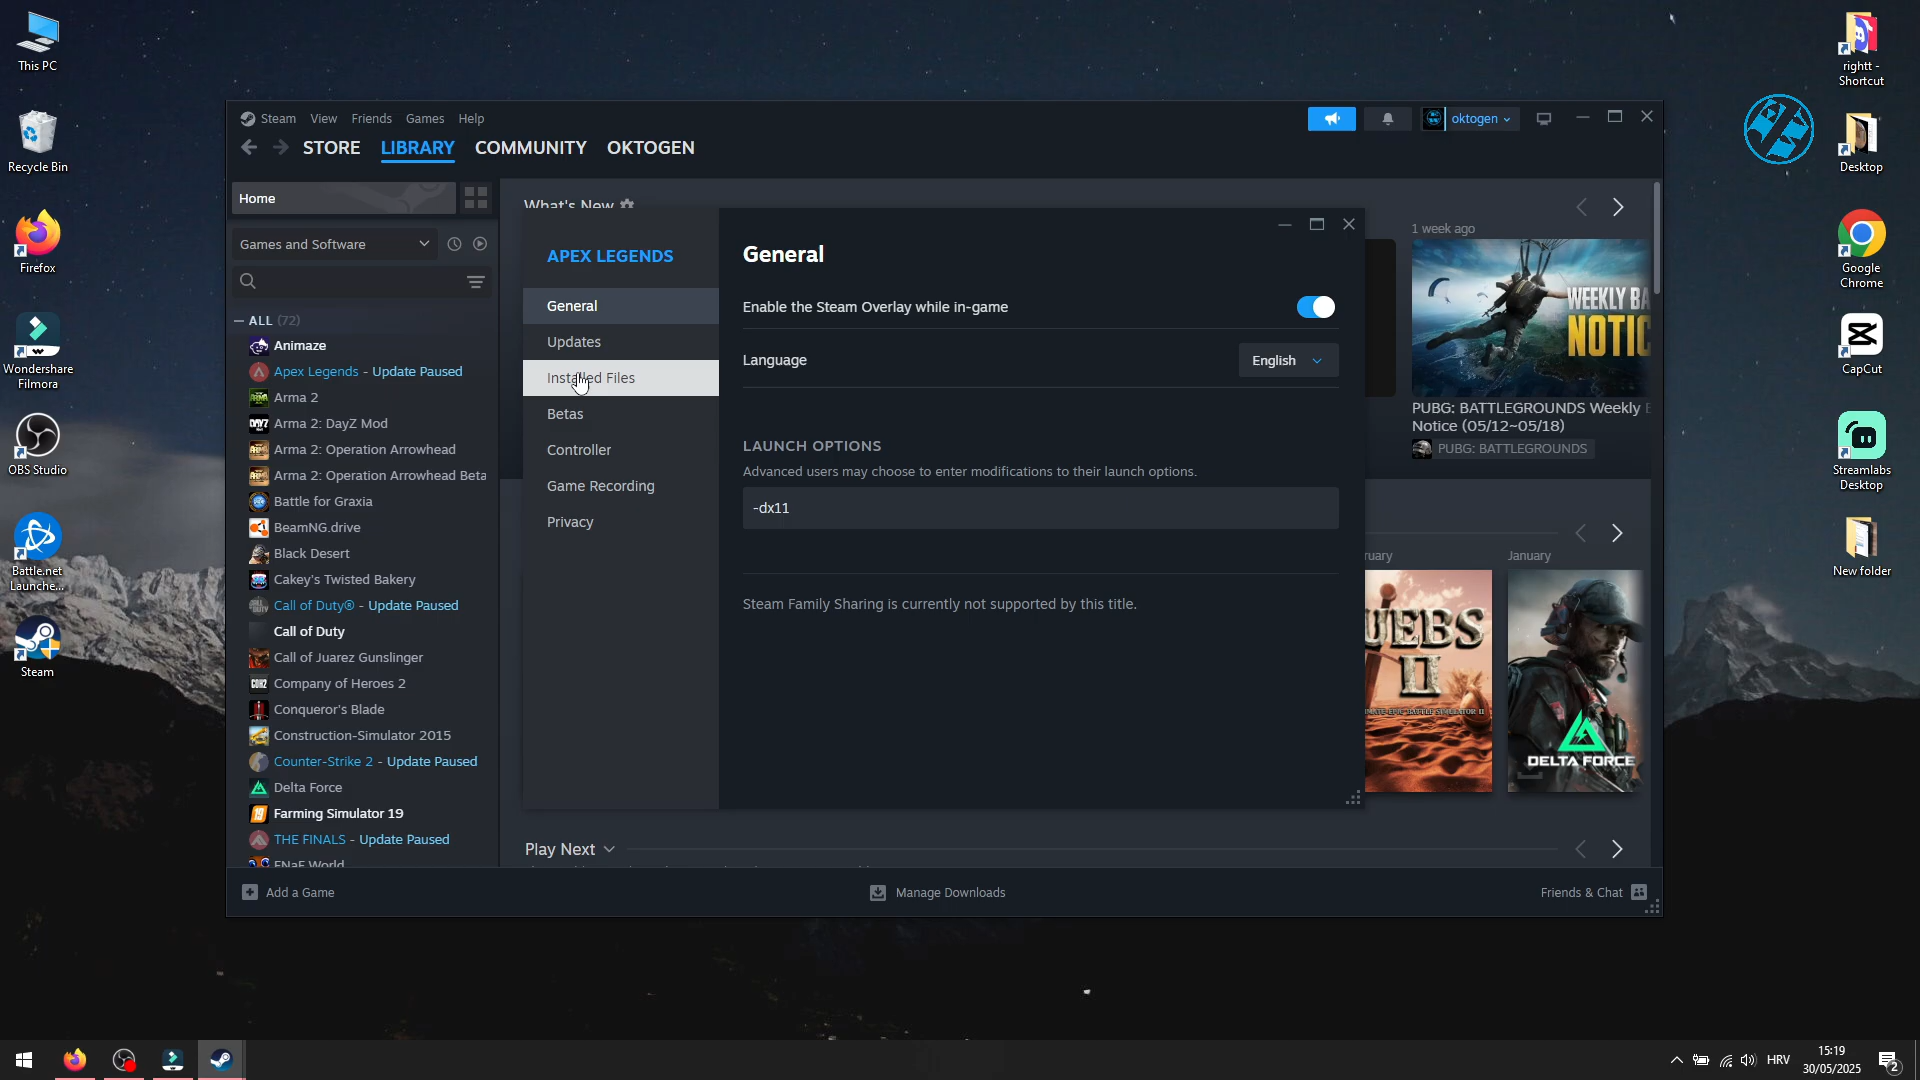 This PC
Recycle Bin
Firefox
Wondershare
Filmora
OBS Studio
Battle.net
Launche...
Steam
Steam View Friends Games Help
oktogen
STORE LIBRARY COMMUNITY OKTOGEN
Home
Games and Software
ALL (72)
Animaze
Apex Legends - Update Paused
Arma 2
Arma 2: DayZ Mod
Arma 2: Operation Arrowhead
Arma 2: Operation Arrowhead Beta
Battle for Graxia
BeamNG.drive
Black Desert
Cakey's Twisted Bakery
Call of Duty® - Update Paused
Call of Duty
Call of Juarez Gunslinger
Company of Heroes 2
Conqueror's Blade
Construction-Simulator 2015
Counter-Strike 2 - Update Paused
Delta Force
Farming Simulator 19
THE FINALS - Update Paused
FNaF World
What's New
APEX LEGENDS
General
Updates
Installed Files
Betas
Controller
Game Recording
Privacy
General
Enable the Steam Overlay while in-game
Language
English
LAUNCH OPTIONS
Advanced users may choose to enter modifications to their launch options.
-dx11
Steam Family Sharing is currently not supported by this title.
1 week ago
WEEKLY BA
NOTIC
PUBG: BATTLEGROUNDS Weekly B
Notice (05/12~05/18)
PUBG: BATTLEGROUNDS
ruary
January
UEBS
II
DELTA FORCE
Play Next
Add a Game
Manage Downloads
Friends & Chat
rightt -
Shortcut
Desktop
Google
Chrome
CapCut
Streamlabs
Desktop
New folder
HRV
15:19
30/05/2025
2